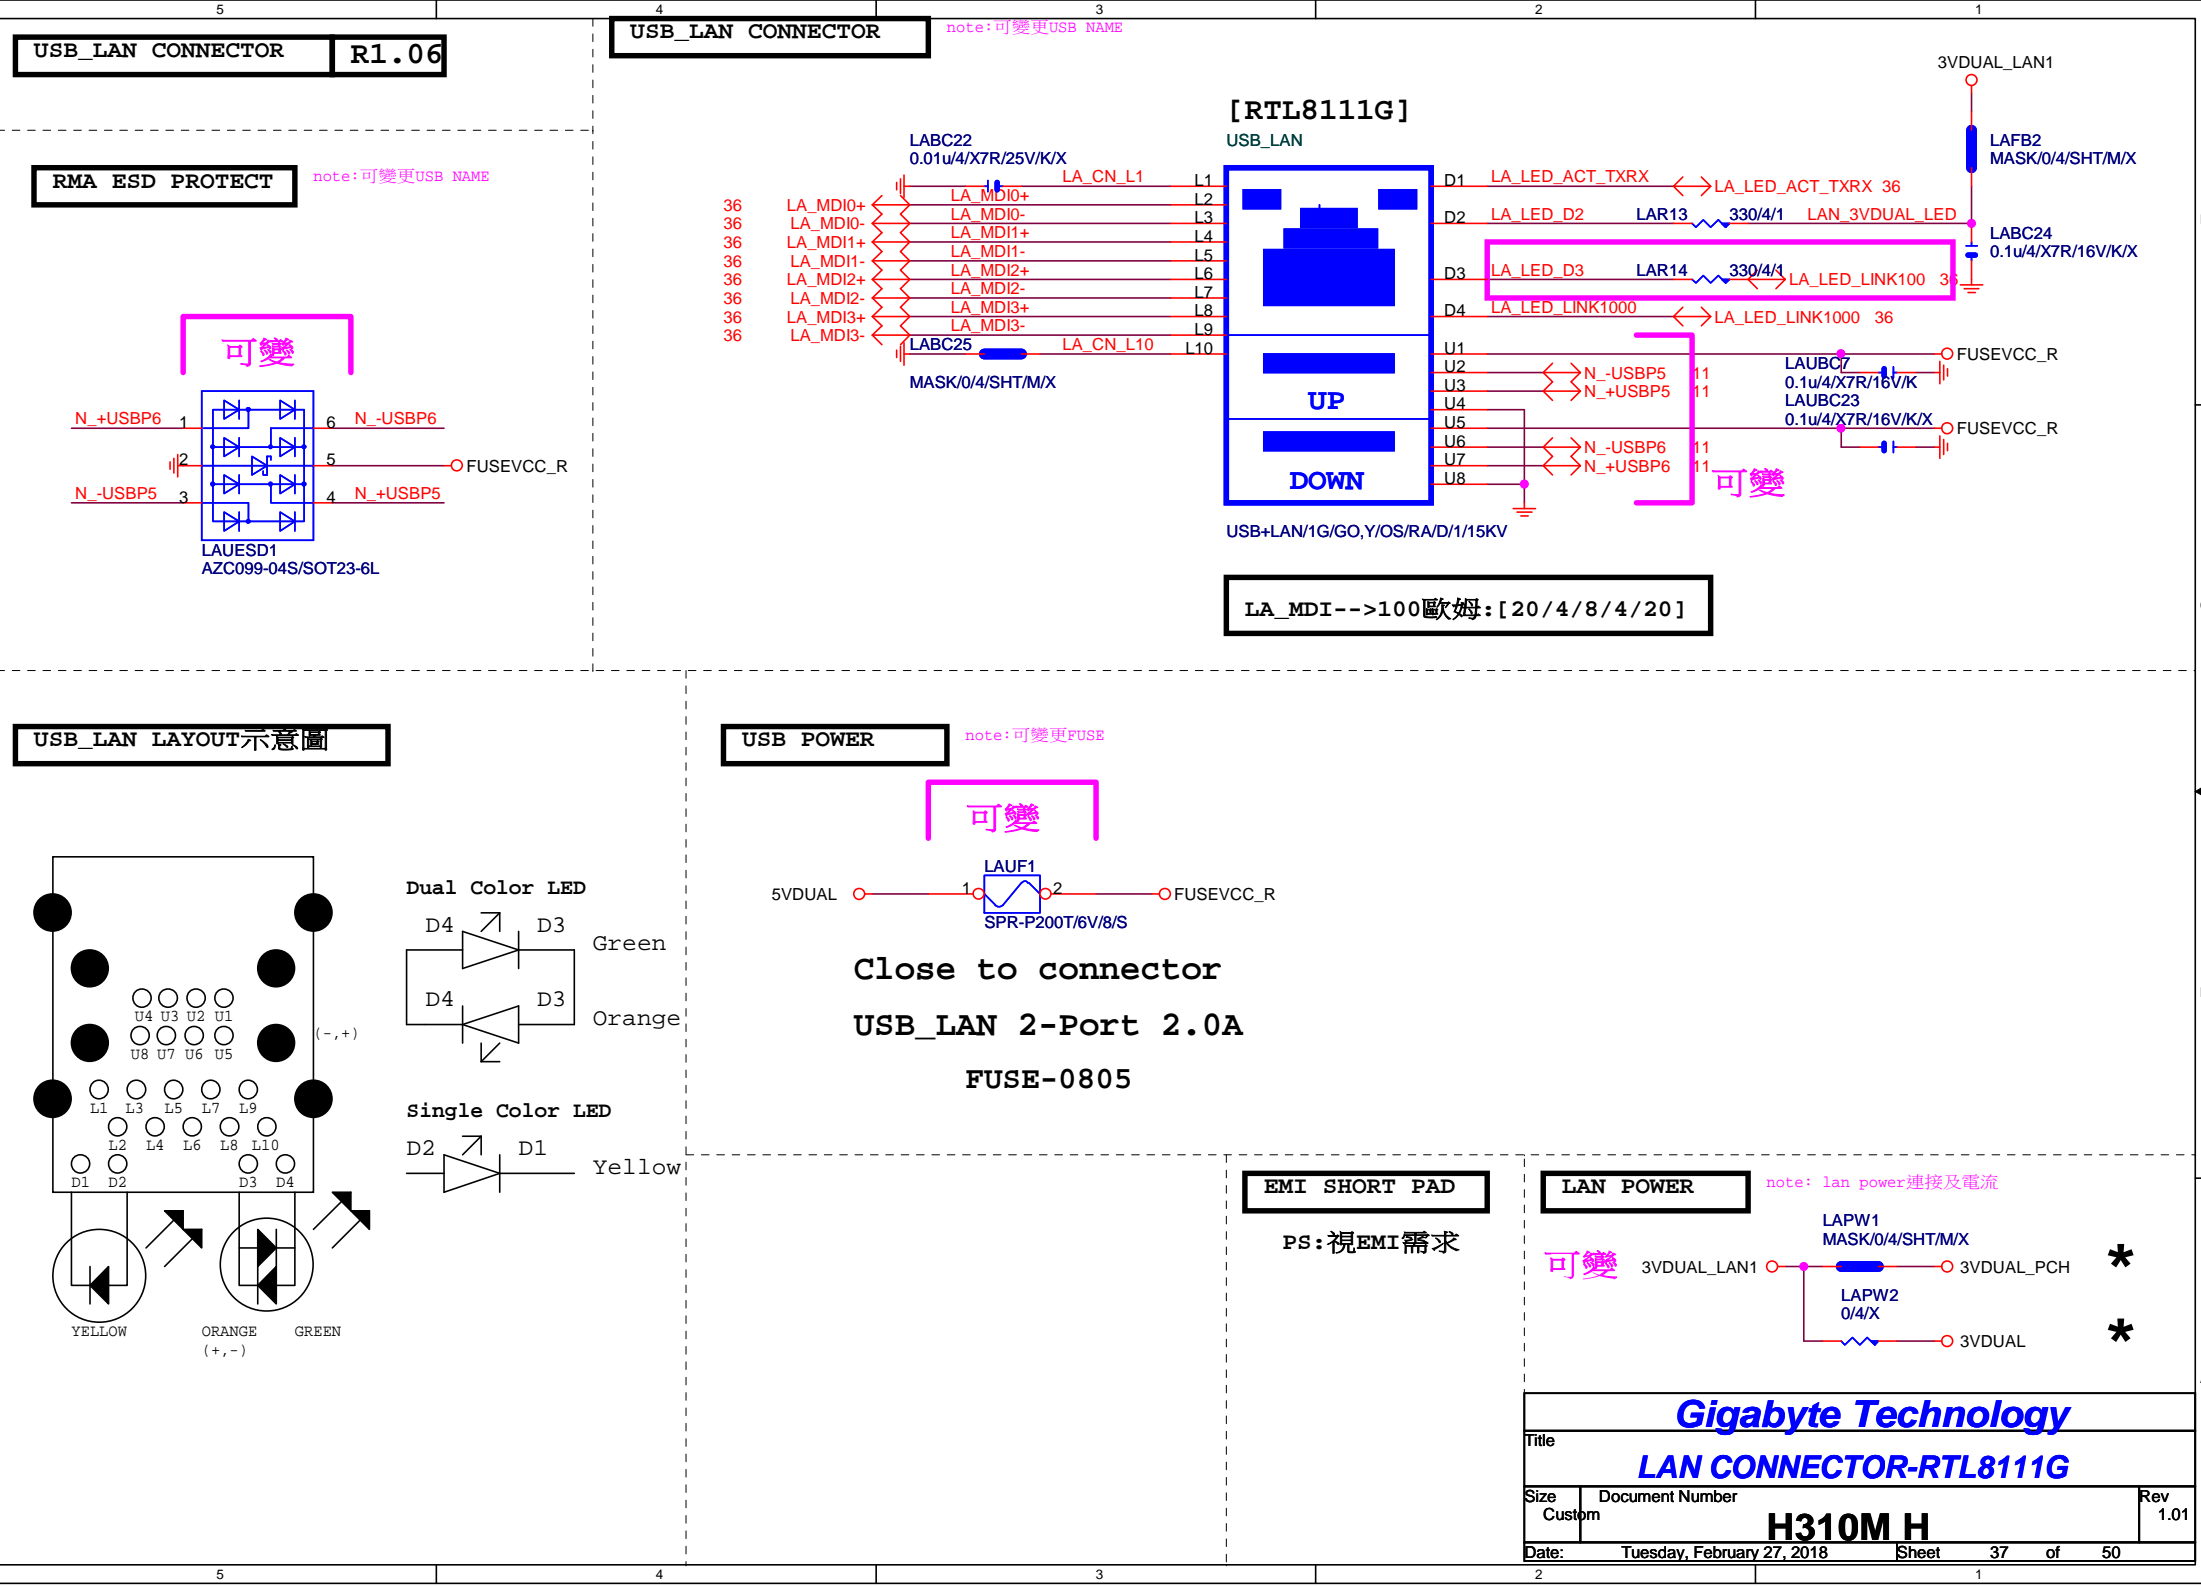 5 4 3 2 1
USB_LAN CONNECTOR R1.06
USB_LAN CONNECTOR note:可變更USB NAME
RMA ESD PROTECT note:可變更USB NAME
可變
N_+USBP6 1 6 N_-USBP6
2 5 FUSEVCC_R
N_-USBP5 3 4 N_+USBP5
LAUESD1
AZC099-04S/SOT23-6L
[RTL8111G]
USB_LAN
LABC22
0.01u/4/X7R/25V/K/X
LA_CN_L1 L1
36 LA_MDI0+ LA_MDI0+ L2
36 LA_MDI0- LA_MDI0- L3
36 LA_MDI1+ LA_MDI1+ L4
36 LA_MDI1- LA_MDI1- L5
36 LA_MDI2+ LA_MDI2+ L6
36 LA_MDI2- LA_MDI2- L7
36 LA_MDI3+ LA_MDI3+ L8
36 LA_MDI3- LA_MDI3- L9
LABC25 LA_CN_L10 L10
MASK/0/4/SHT/M/X
UP
DOWN
3VDUAL_LAN1
LAFB2
MASK/0/4/SHT/M/X
D1 LA_LED_ACT_TXRX LA_LED_ACT_TXRX 36
D2 LA_LED_D2 LAR13 330/4/1 LAN_3VDUAL_LED
LABC24
0.1u/4/X7R/16V/K/X
D3 LA_LED_D3 LAR14 330/4/1 LA_LED_LINK100 36
D4 LA_LED_LINK1000 LA_LED_LINK1000 36
U1 FUSEVCC_R
U2 N_-USBP5 11
U3 N_+USBP5 11
U4
U5 FUSEVCC_R
U6 N_-USBP6 11
U7 N_+USBP6 11
U8
LAUBC7
0.1u/4/X7R/16V/K
LAUBC23
0.1u/4/X7R/16V/K/X
可變
USB+LAN/1G/GO,Y/OS/RA/D/1/15KV
LA_MDI-->100歐姆:[20/4/8/4/20]
USB_LAN LAYOUT示意圖
U4 U3 U2 U1
(-,+)
U8 U7 U6 U5
L1 L3 L5 L7 L9
L2 L4 L6 L8 L10
D1 D2 D3 D4
YELLOW ORANGE GREEN
(+,-)
Dual Color LED
D4 D3 Green
D4 D3 Orange
Single Color LED
D2 D1 Yellow
USB POWER note:可變更FUSE
可變
LAUF1
5VDUAL 1 2 FUSEVCC_R
SPR-P200T/6V/8/S
Close to connector
USB_LAN 2-Port 2.0A
FUSE-0805
EMI SHORT PAD
PS:視EMI需求
LAN POWER note: lan power連接及電流
LAPW1
MASK/0/4/SHT/M/X
可變 3VDUAL_LAN1 3VDUAL_PCH *
LAPW2
0/4/X
3VDUAL *
Gigabyte Technology
Title
LAN CONNECTOR-RTL8111G
Size Document Number Rev
Custom H310M H 1.01
Date: Tuesday, February 27, 2018 Sheet 37 of 50
5 4 3 2 1